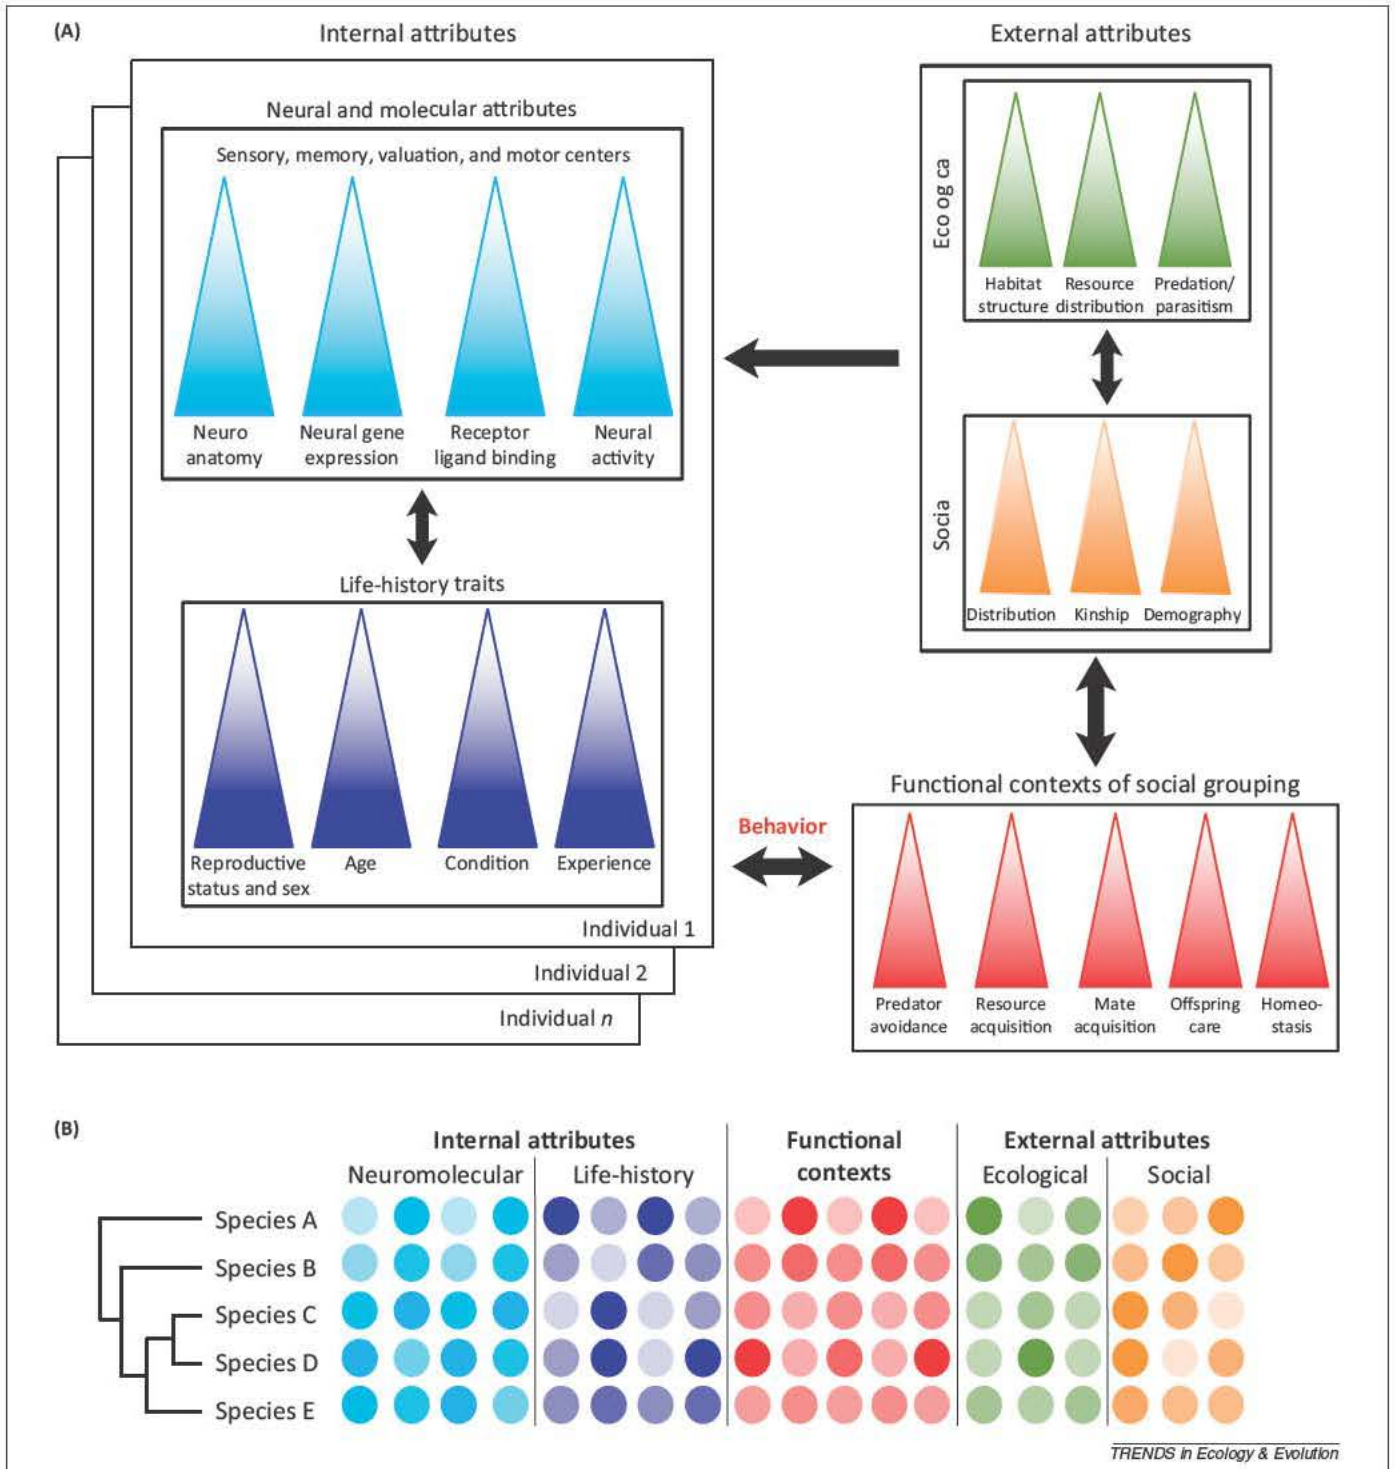 (A)
Internal attributes
External attributes
Neural and molecular attributes
Sensory, memory, valuation, and motor centers
Neuro
anatomy
Neural gene
expression
Receptor
ligand binding
Neural
activity
Life-history traits
Reproductive
status and sex
Age
Condition
Experience
Individual 1
Individual 2
Individual n
Eco og ca
Habitat
structure
Resource
distribution
Predation/
parasitism
Socia
Distribution
Kinship
Demography
Behavior
Functional contexts of social grouping
Predator
avoidance
Resource
acquisition
Mate
acquisition
Offspring
care
Homeo-
stasis
(B)
Internal attributes
Functional
contexts
External attributes
Neuromolecular
Life-history
Ecological
Social
Species A
Species B
Species C
Species D
Species E
TRENDS in Ecology & Evolution